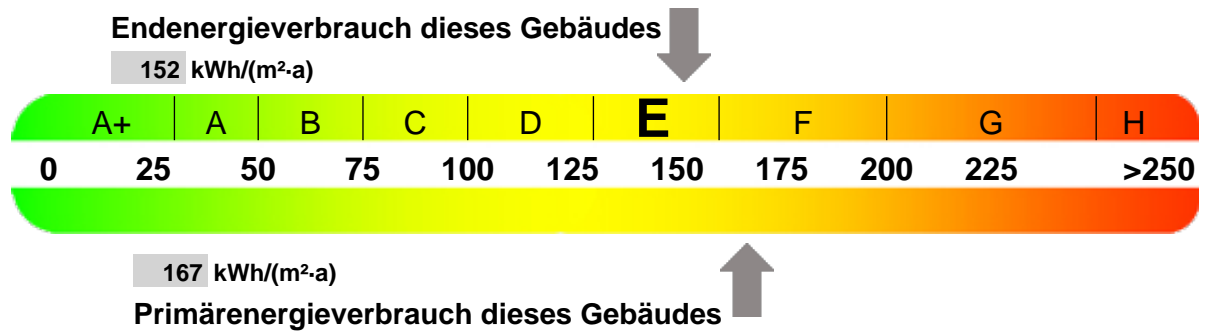 Endenergieverbrauch dieses Gebäudes
152 kWh/(m²·a)
A+ A B C D E F G H
0 25 50 75 100 125 150 175 200 225 >250
167 kWh/(m²·a)
Primärenergieverbrauch dieses Gebäudes